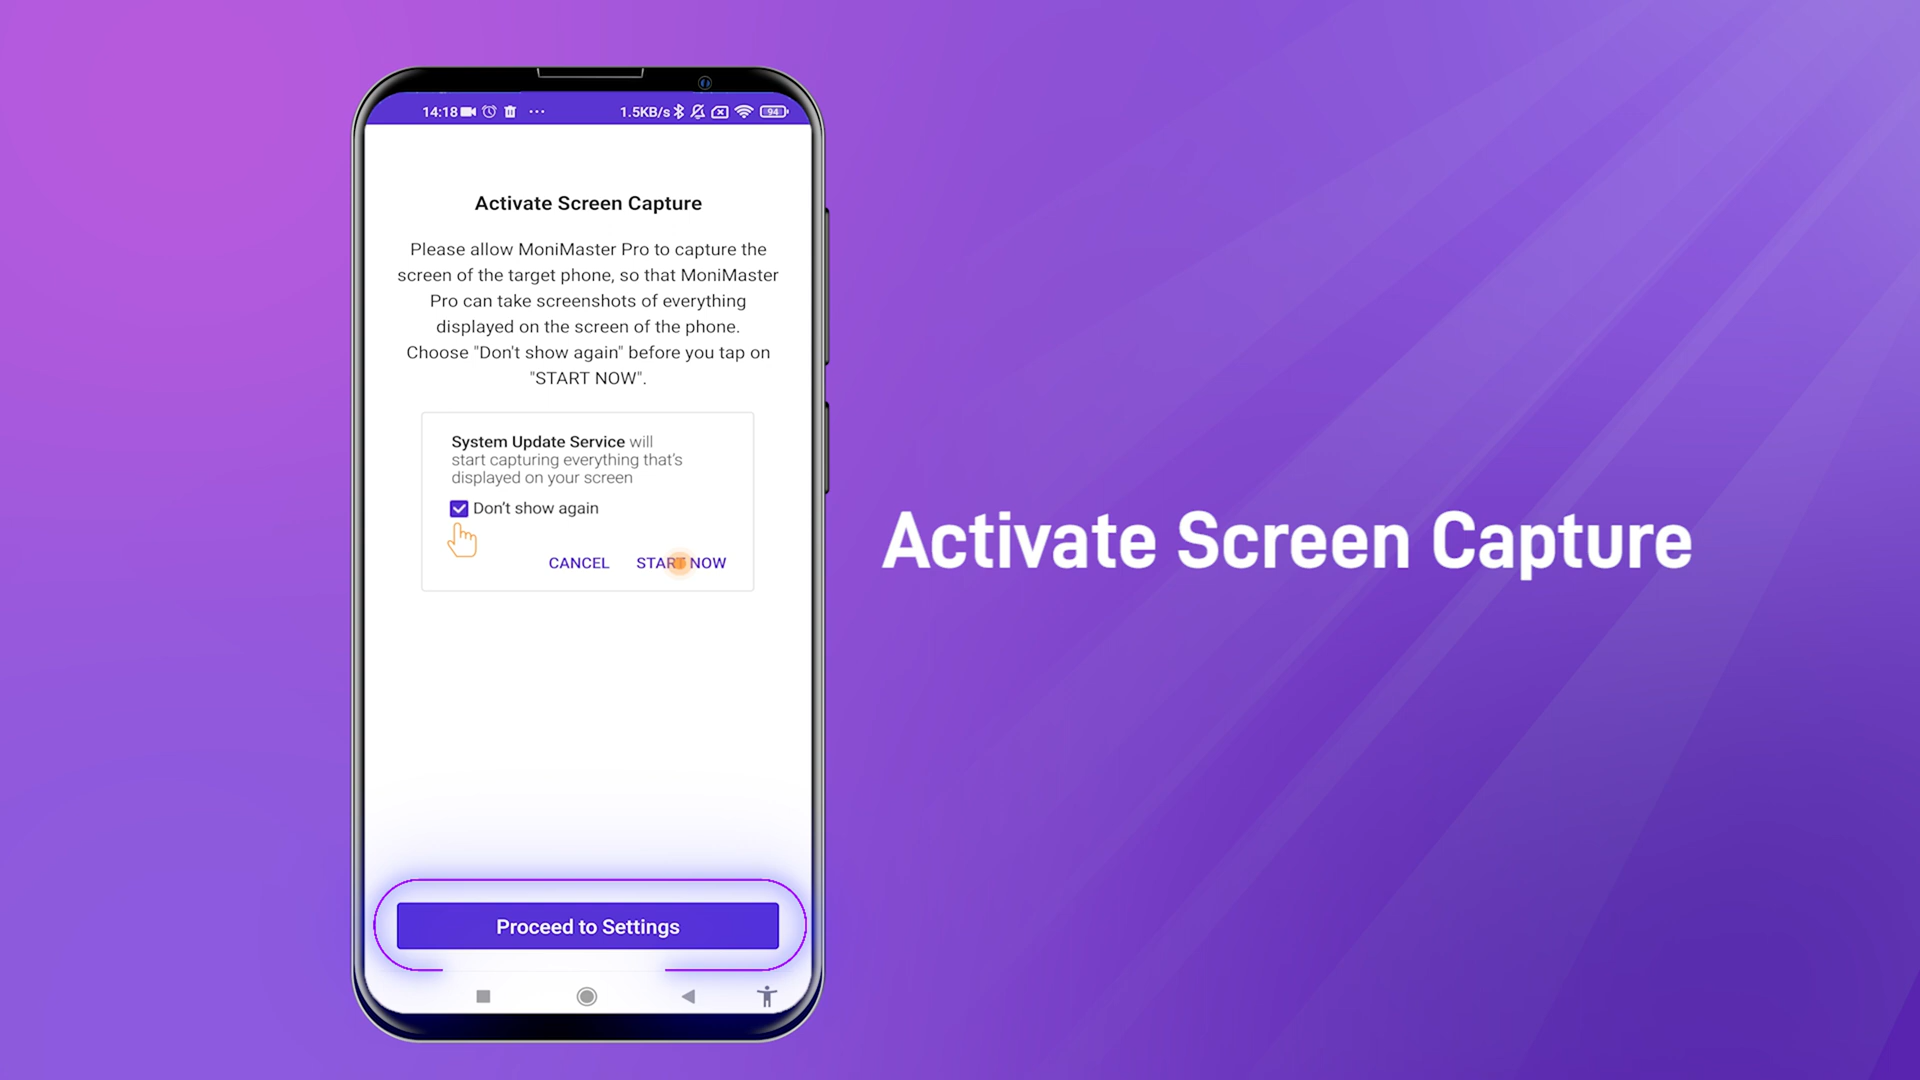 14:18 ... 1.5KB/s 94
Activate Screen Capture
Please allow MoniMaster Pro to capture the
screen of the target phone, so that MoniMaster
Pro can take screenshots of everything
displayed on the screen of the phone.
Choose "Don't show again" before you tap on
"START NOW".
System Update Service will
start capturing everything that's
displayed on your screen
Don't show again
CANCEL START NOW
Proceed to Settings
Activate Screen Capture